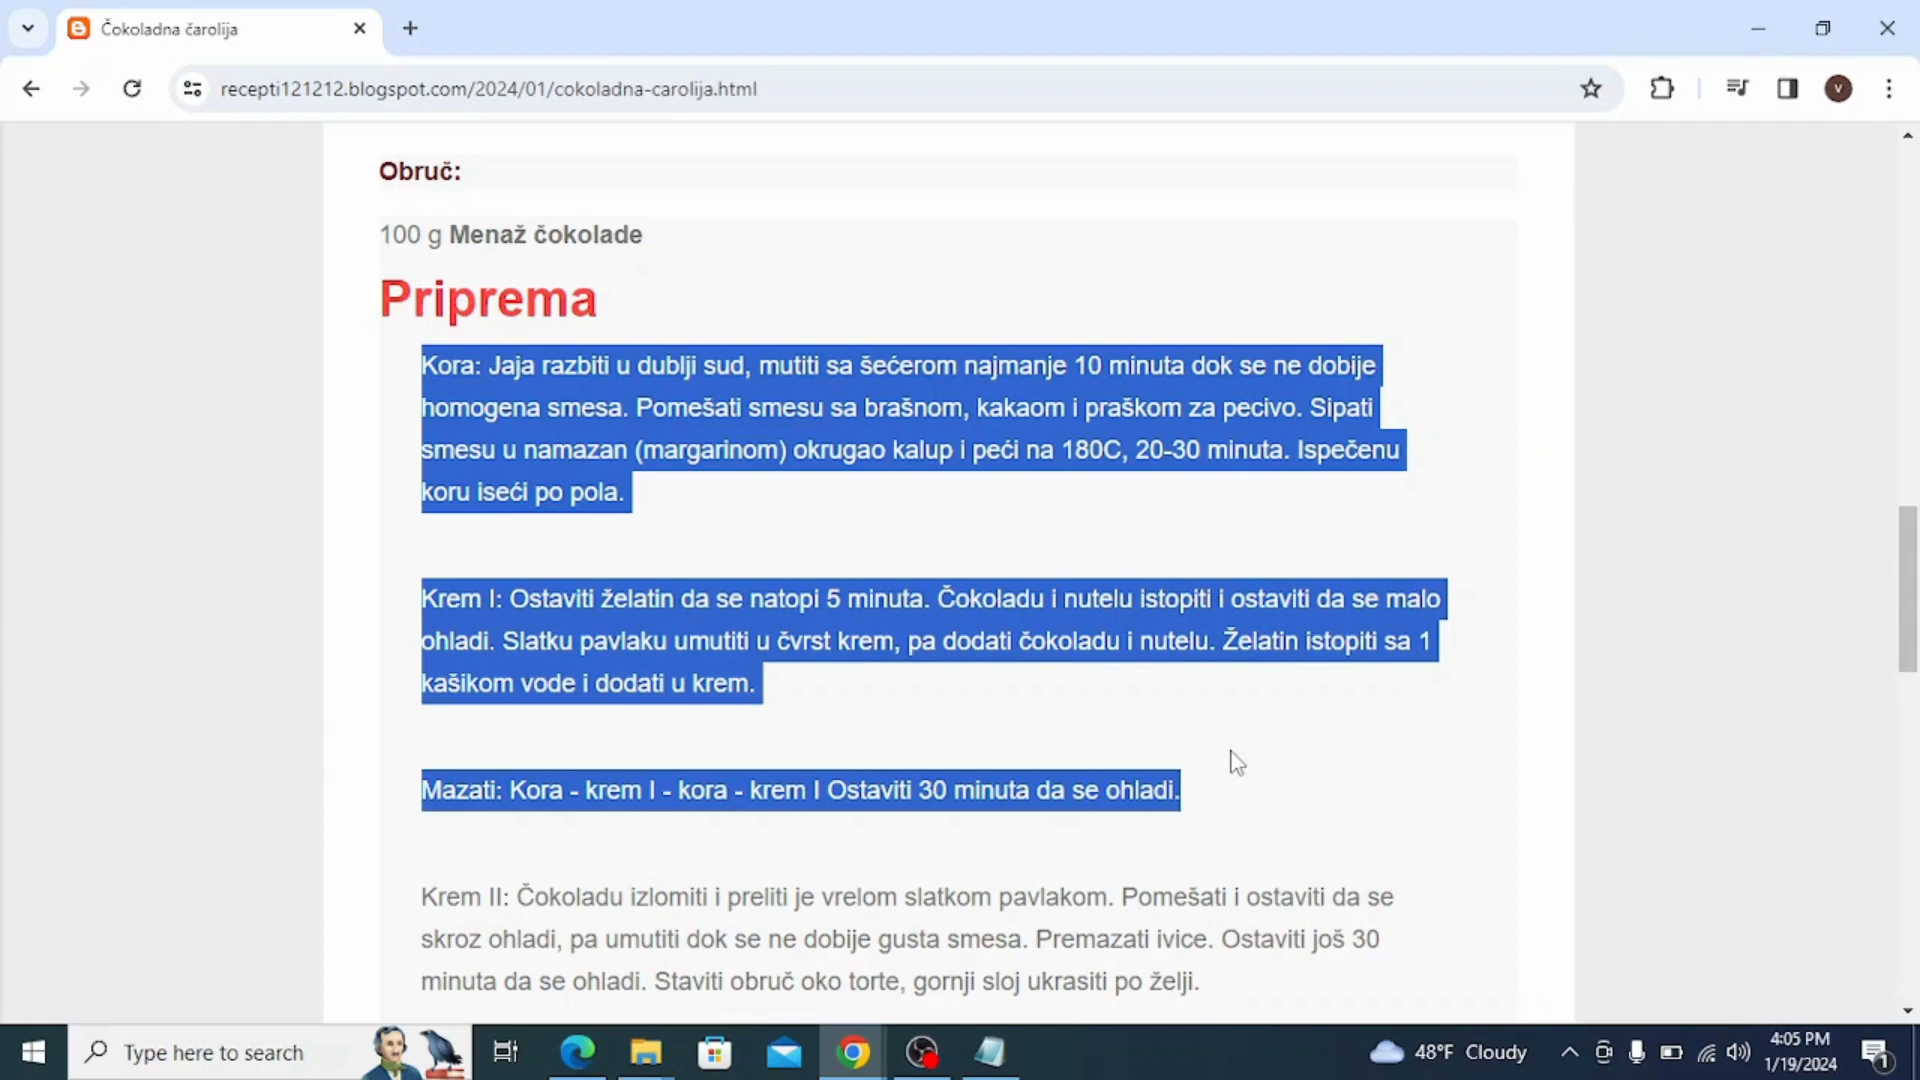 Čokoladna čarolija
recepti121212.blogspot.com/2024/01/cokoladna-carolija.html
V
Obruč:
100 g Menaž čokolade
Priprema
Kora: Jaja razbiti u dublji sud, mutiti sa šećerom najmanje 10 minuta dok se ne dobije
homogena smesa. Pomešati smesu sa brašnom, kakaom i praškom za pecivo. Sipati
smesu u namazan (margarinom) okrugao kalup i peći na 180C, 20-30 minuta. Ispečenu
koru iseći po pola.
Krem I: Ostaviti želatin da se natopi 5 minuta. Čokoladu i nutelu istopiti i ostaviti da se malo
ohladi. Slatku pavlaku umutiti u čvrst krem, pa dodati čokoladu i nutelu. Želatin istopiti sa 1
kašikom vode i dodati u krem.
Mazati: Kora - krem I - kora - krem I Ostaviti 30 minuta da se ohladi.
Krem II: Čokoladu izlomiti i preliti je vrelom slatkom pavlakom. Pomešati i ostaviti da se
skroz ohladi, pa umutiti dok se ne dobije gusta smesa. Premazati ivice. Ostaviti još 30
minuta da se ohladi. Staviti obruč oko torte, gornji sloj ukrasiti po želji.
Type here to search
48°F Cloudy
4:05 PM
1/19/2024
1